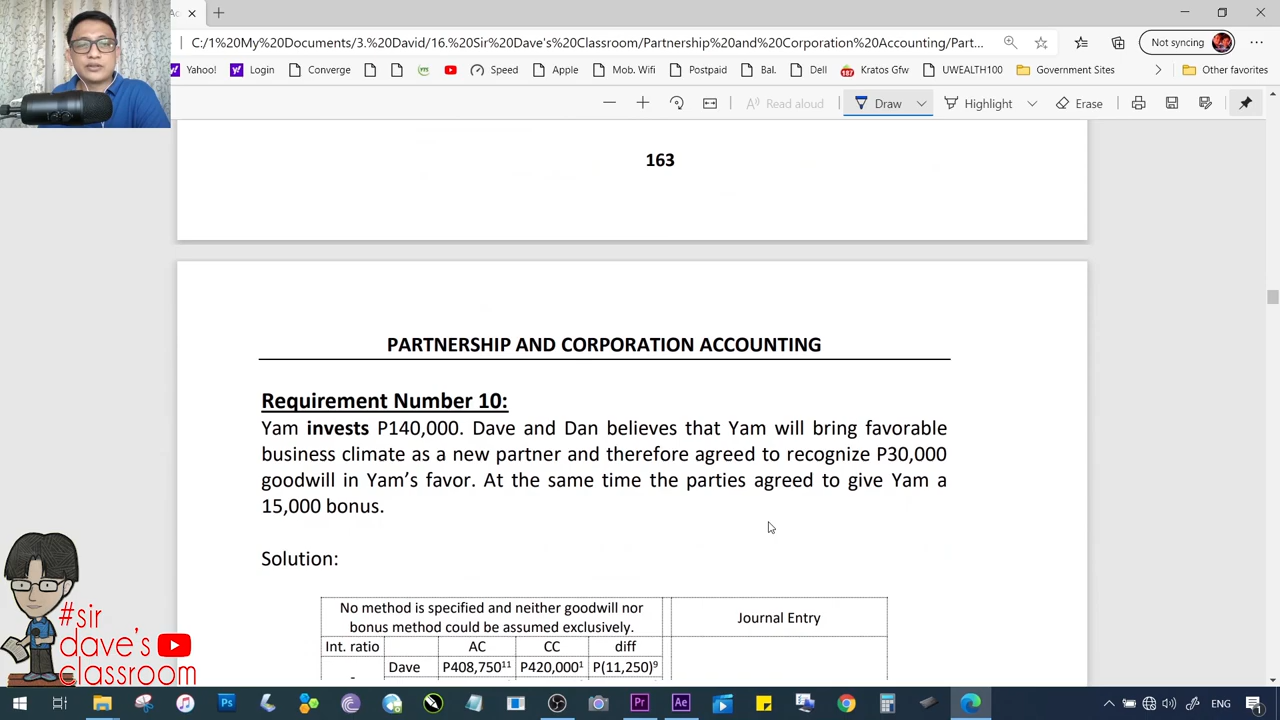 C:/1%20My%20Documents/3.%20David/16.%20Sir%20Dave's%20Classroom/Partnership%20and%20Corporation%20Accounting/Part...
Not syncing
Yahoo!
Login
Converge
Speed
Apple
Mob. Wifi
Postpaid
Bal.
Dell
187
Kratos Gfw
UWEALTH100
Government Sites
Other favorites
Read aloud
Draw
Highlight
Erase
163
PARTNERSHIP AND CORPORATION ACCOUNTING
Requirement Number 10:
Yam invests P140,000. Dave and Dan believes that Yam will bring favorable
business climate as a new partner and therefore agreed to recognize P30,000
goodwill in Yam's favor. At the same time the parties agreed to give Yam a
15,000 bonus.
Solution:
No method is specified and neither goodwill nor
bonus method could be assumed exclusively.
Journal Entry
Int. ratio AC CC diff
Dave P408,750¹¹ P420,000¹ P(11,250)⁹
#sir
dave's
classroom
ENG